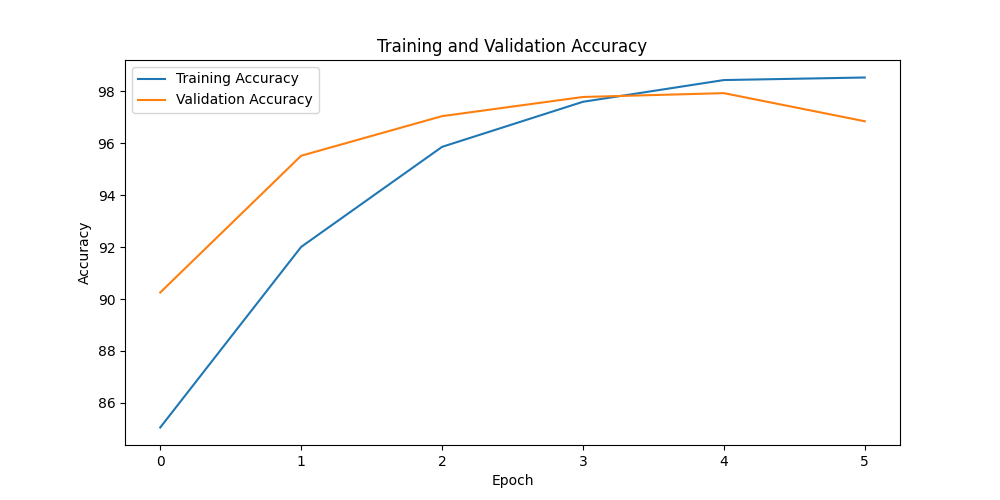 Training and Validation Accuracy
Training Accuracy
Validation Accuracy
98
96
94
92
90
88
86
Accuracy
0 1 2 3 4 5
Epoch